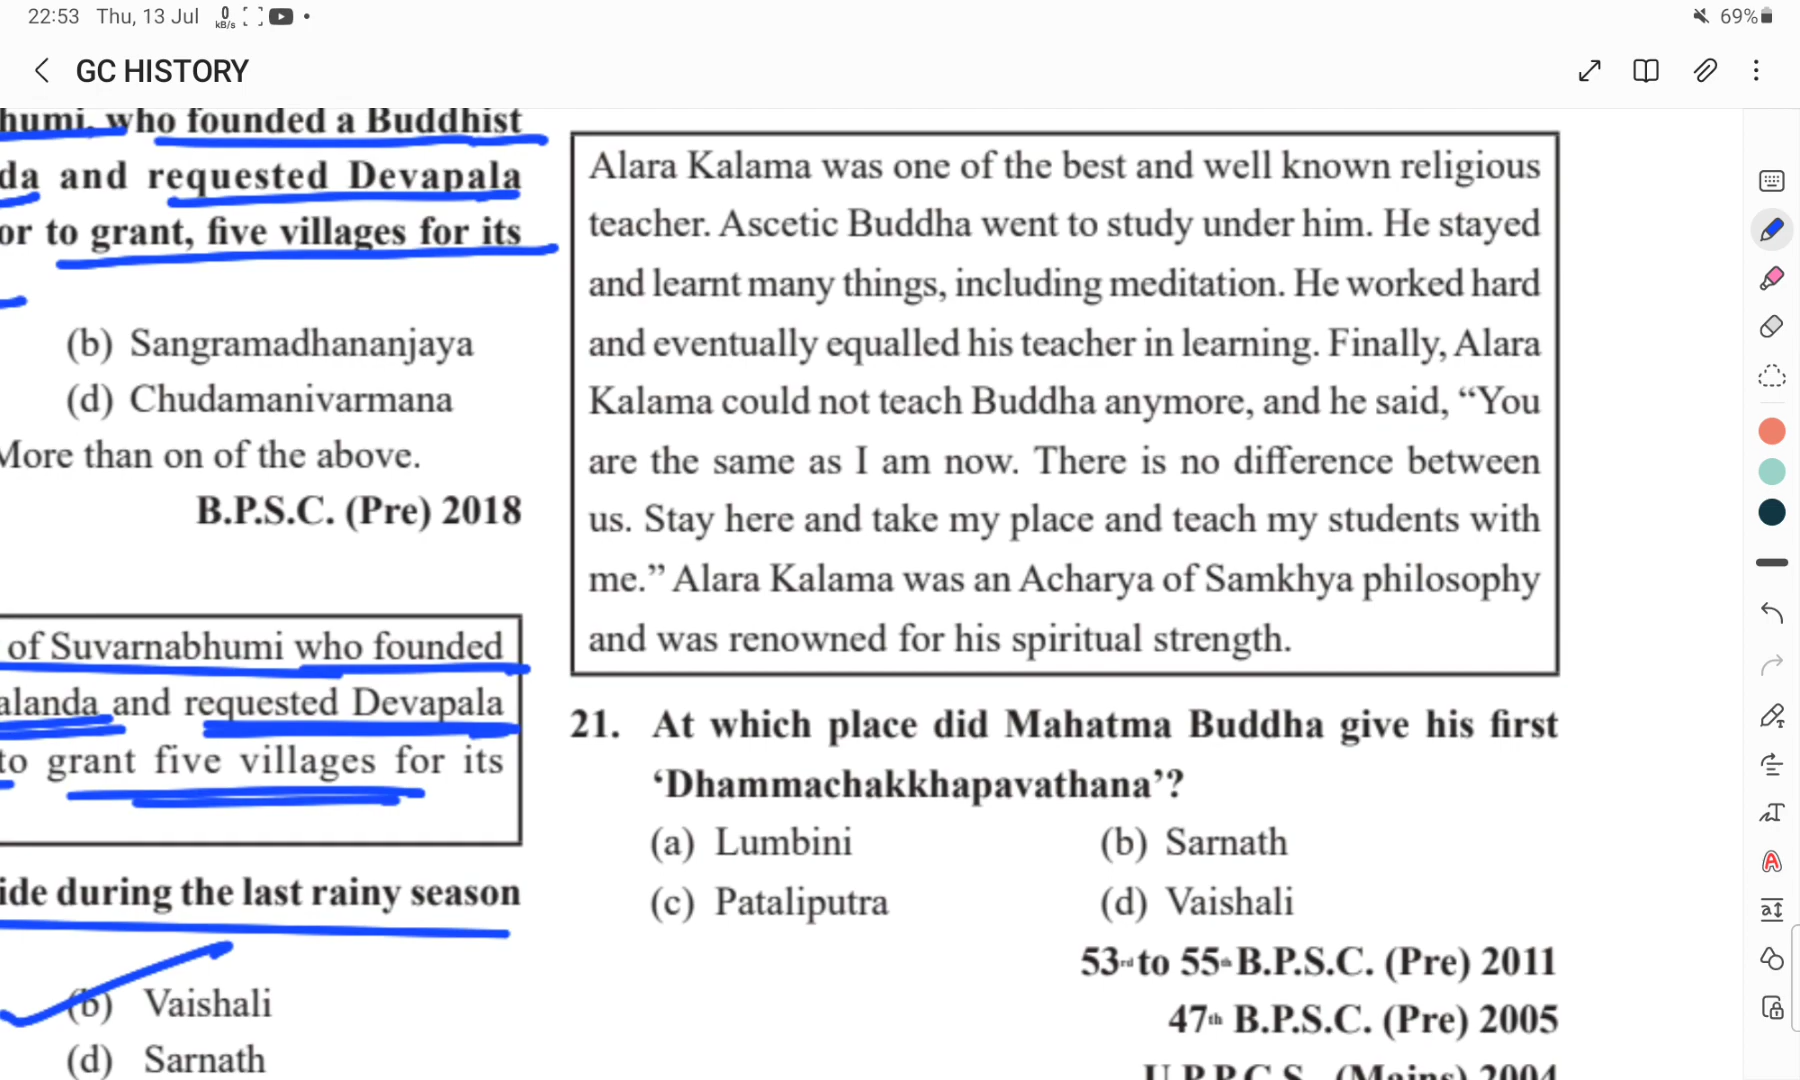 22:53 Thu, 13 Jul 0 kB/s
69%
GC HISTORY
humi, who founded a Buddhist
da and requested Devapala
or to grant, five villages for its
(b) Sangramadhananjaya
(d) Chudamanivarmana
More than on of the above.
B.P.S.C. (Pre) 2018
of Suvarnabhumi who founded
alanda and requested Devapala
to grant five villages for its
ide during the last rainy season
(b) Vaishali
(d) Sarnath
Alara Kalama was one of the best and well known religious
teacher. Ascetic Buddha went to study under him. He stayed
and learnt many things, including meditation. He worked hard
and eventually equalled his teacher in learning. Finally, Alara
Kalama could not teach Buddha anymore, and he said, “You
are the same as I am now. There is no difference between
us. Stay here and take my place and teach my students with
me.” Alara Kalama was an Acharya of Samkhya philosophy
and was renowned for his spiritual strength.
21. At which place did Mahatma Buddha give his first
‘Dhammachakkhapavathana’?
(a) Lumbini (b) Sarnath
(c) Pataliputra (d) Vaishali
53rd to 55th B.P.S.C. (Pre) 2011
47th B.P.S.C. (Pre) 2005
U.P.P.C.S. (Mains) 2004